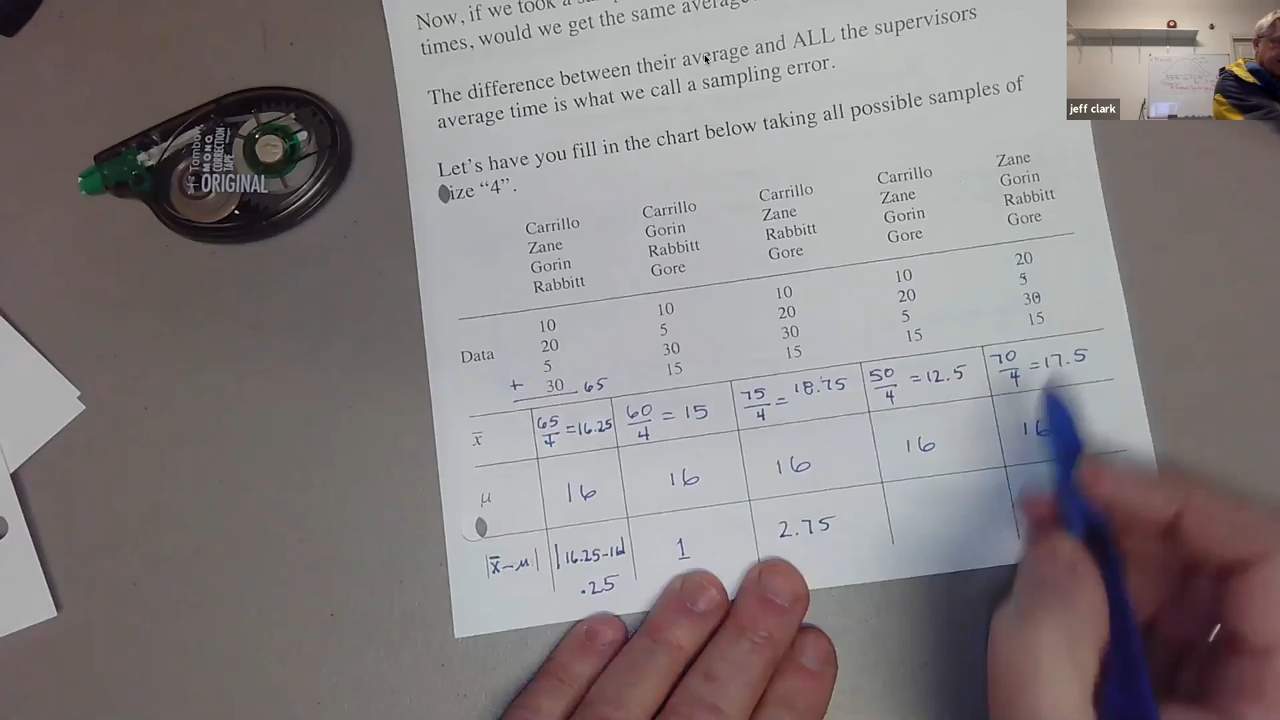 Now, if we took a
times, would we get the same average
The difference between their average and ALL the supervisors
average time is what we call a sampling error.
Let's have you fill in the chart below taking all possible samples of
ize “4”.
Carrillo Carrillo Carrillo Carrillo Zane
Zane Gorin Zane Zane Gorin
Gorin Rabbitt Rabbitt Gorin Rabbitt
Rabbitt Gore Gore Gore Gore
10 10 10 10 20
Data 20 5 20 20 5
5 30 30 5 30
+ 30 65 15 15 15 15
x̄ 65/4 = 16.25 60/4 = 15 75/4 = 18.75 50/4 = 12.5 70/4 = 17.5
μ 16 16 16 16 16
|x̄-μ| |16.25-16| 1 2.75
.25
Tombow
MONO
CORRECTION
TAPE
ORIGINAL
jeff clark